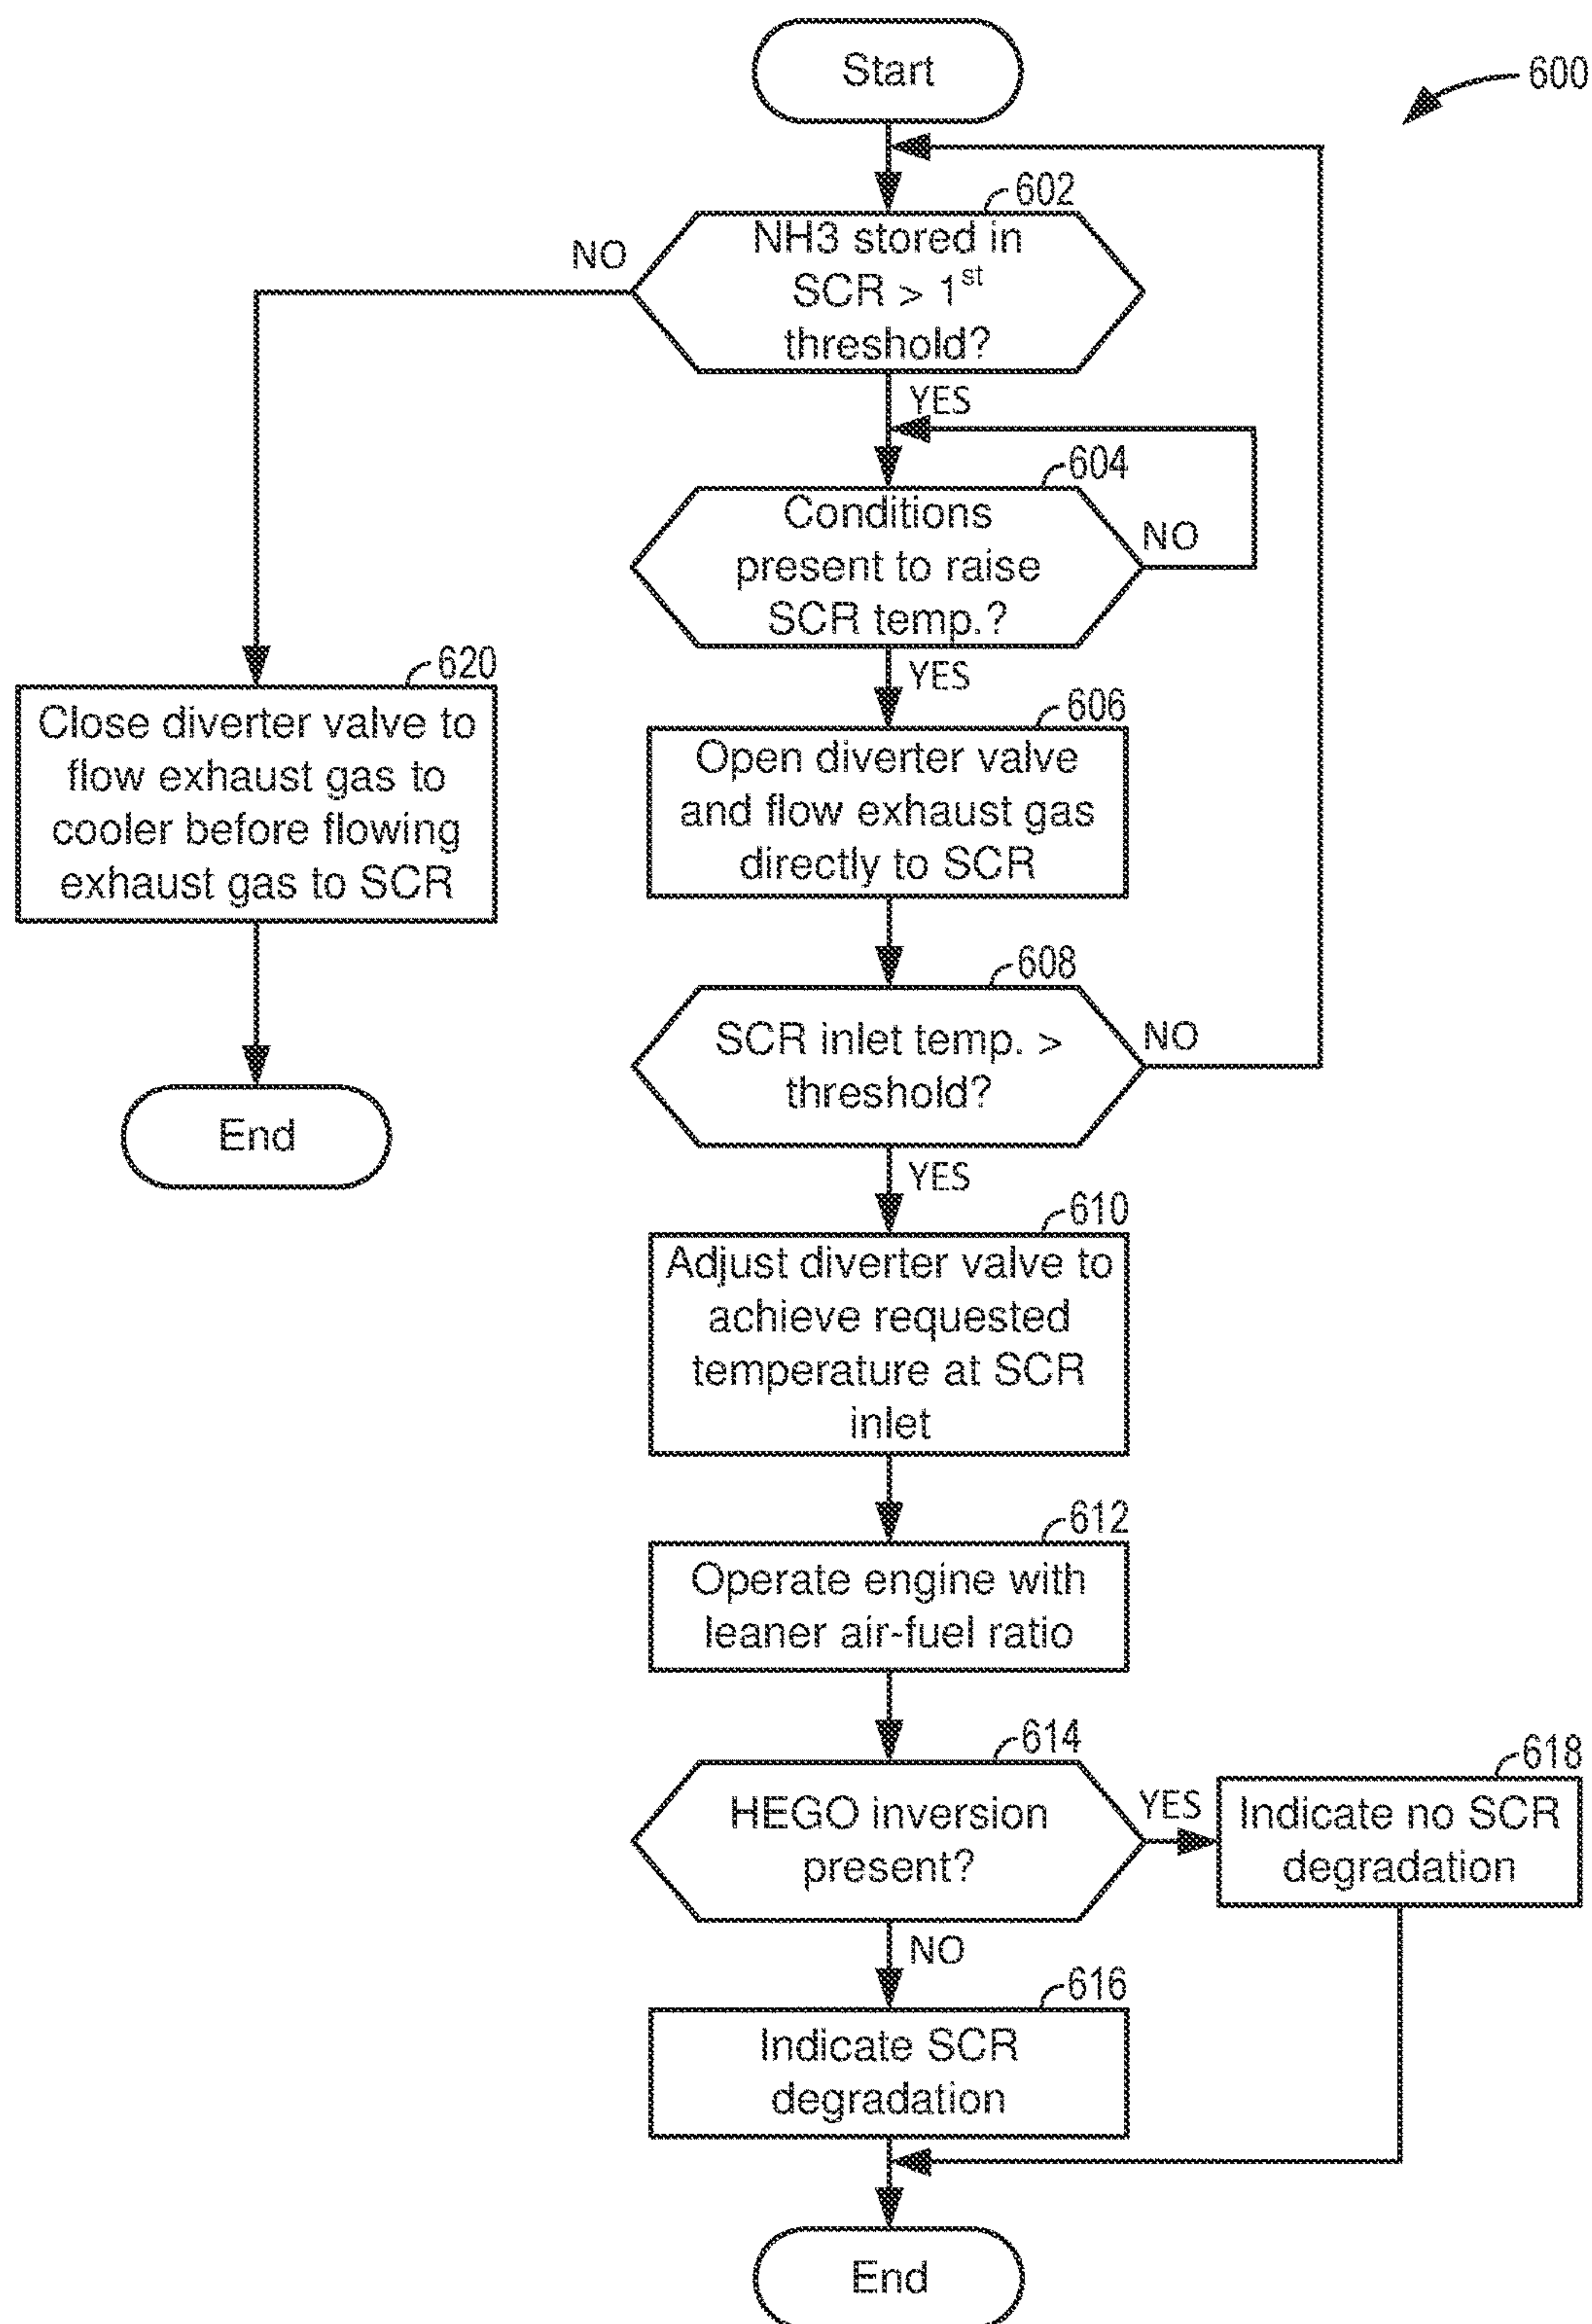 Start
600
602
NH3 stored in
SCR > 1st
threshold?
NO
YES
604
Conditions
present to raise
SCR temp.?
NO
YES
620
Close diverter valve to
flow exhaust gas to
cooler before flowing
exhaust gas to SCR
End
606
Open diverter valve
and flow exhaust gas
directly to SCR
608
SCR inlet temp. >
threshold?
NO
YES
610
Adjust diverter valve to
achieve requested
temperature at SCR
inlet
612
Operate engine with
leaner air-fuel ratio
614
HEGO inversion
present?
YES
618
Indicate no SCR
degradation
NO
616
Indicate SCR
degradation
End